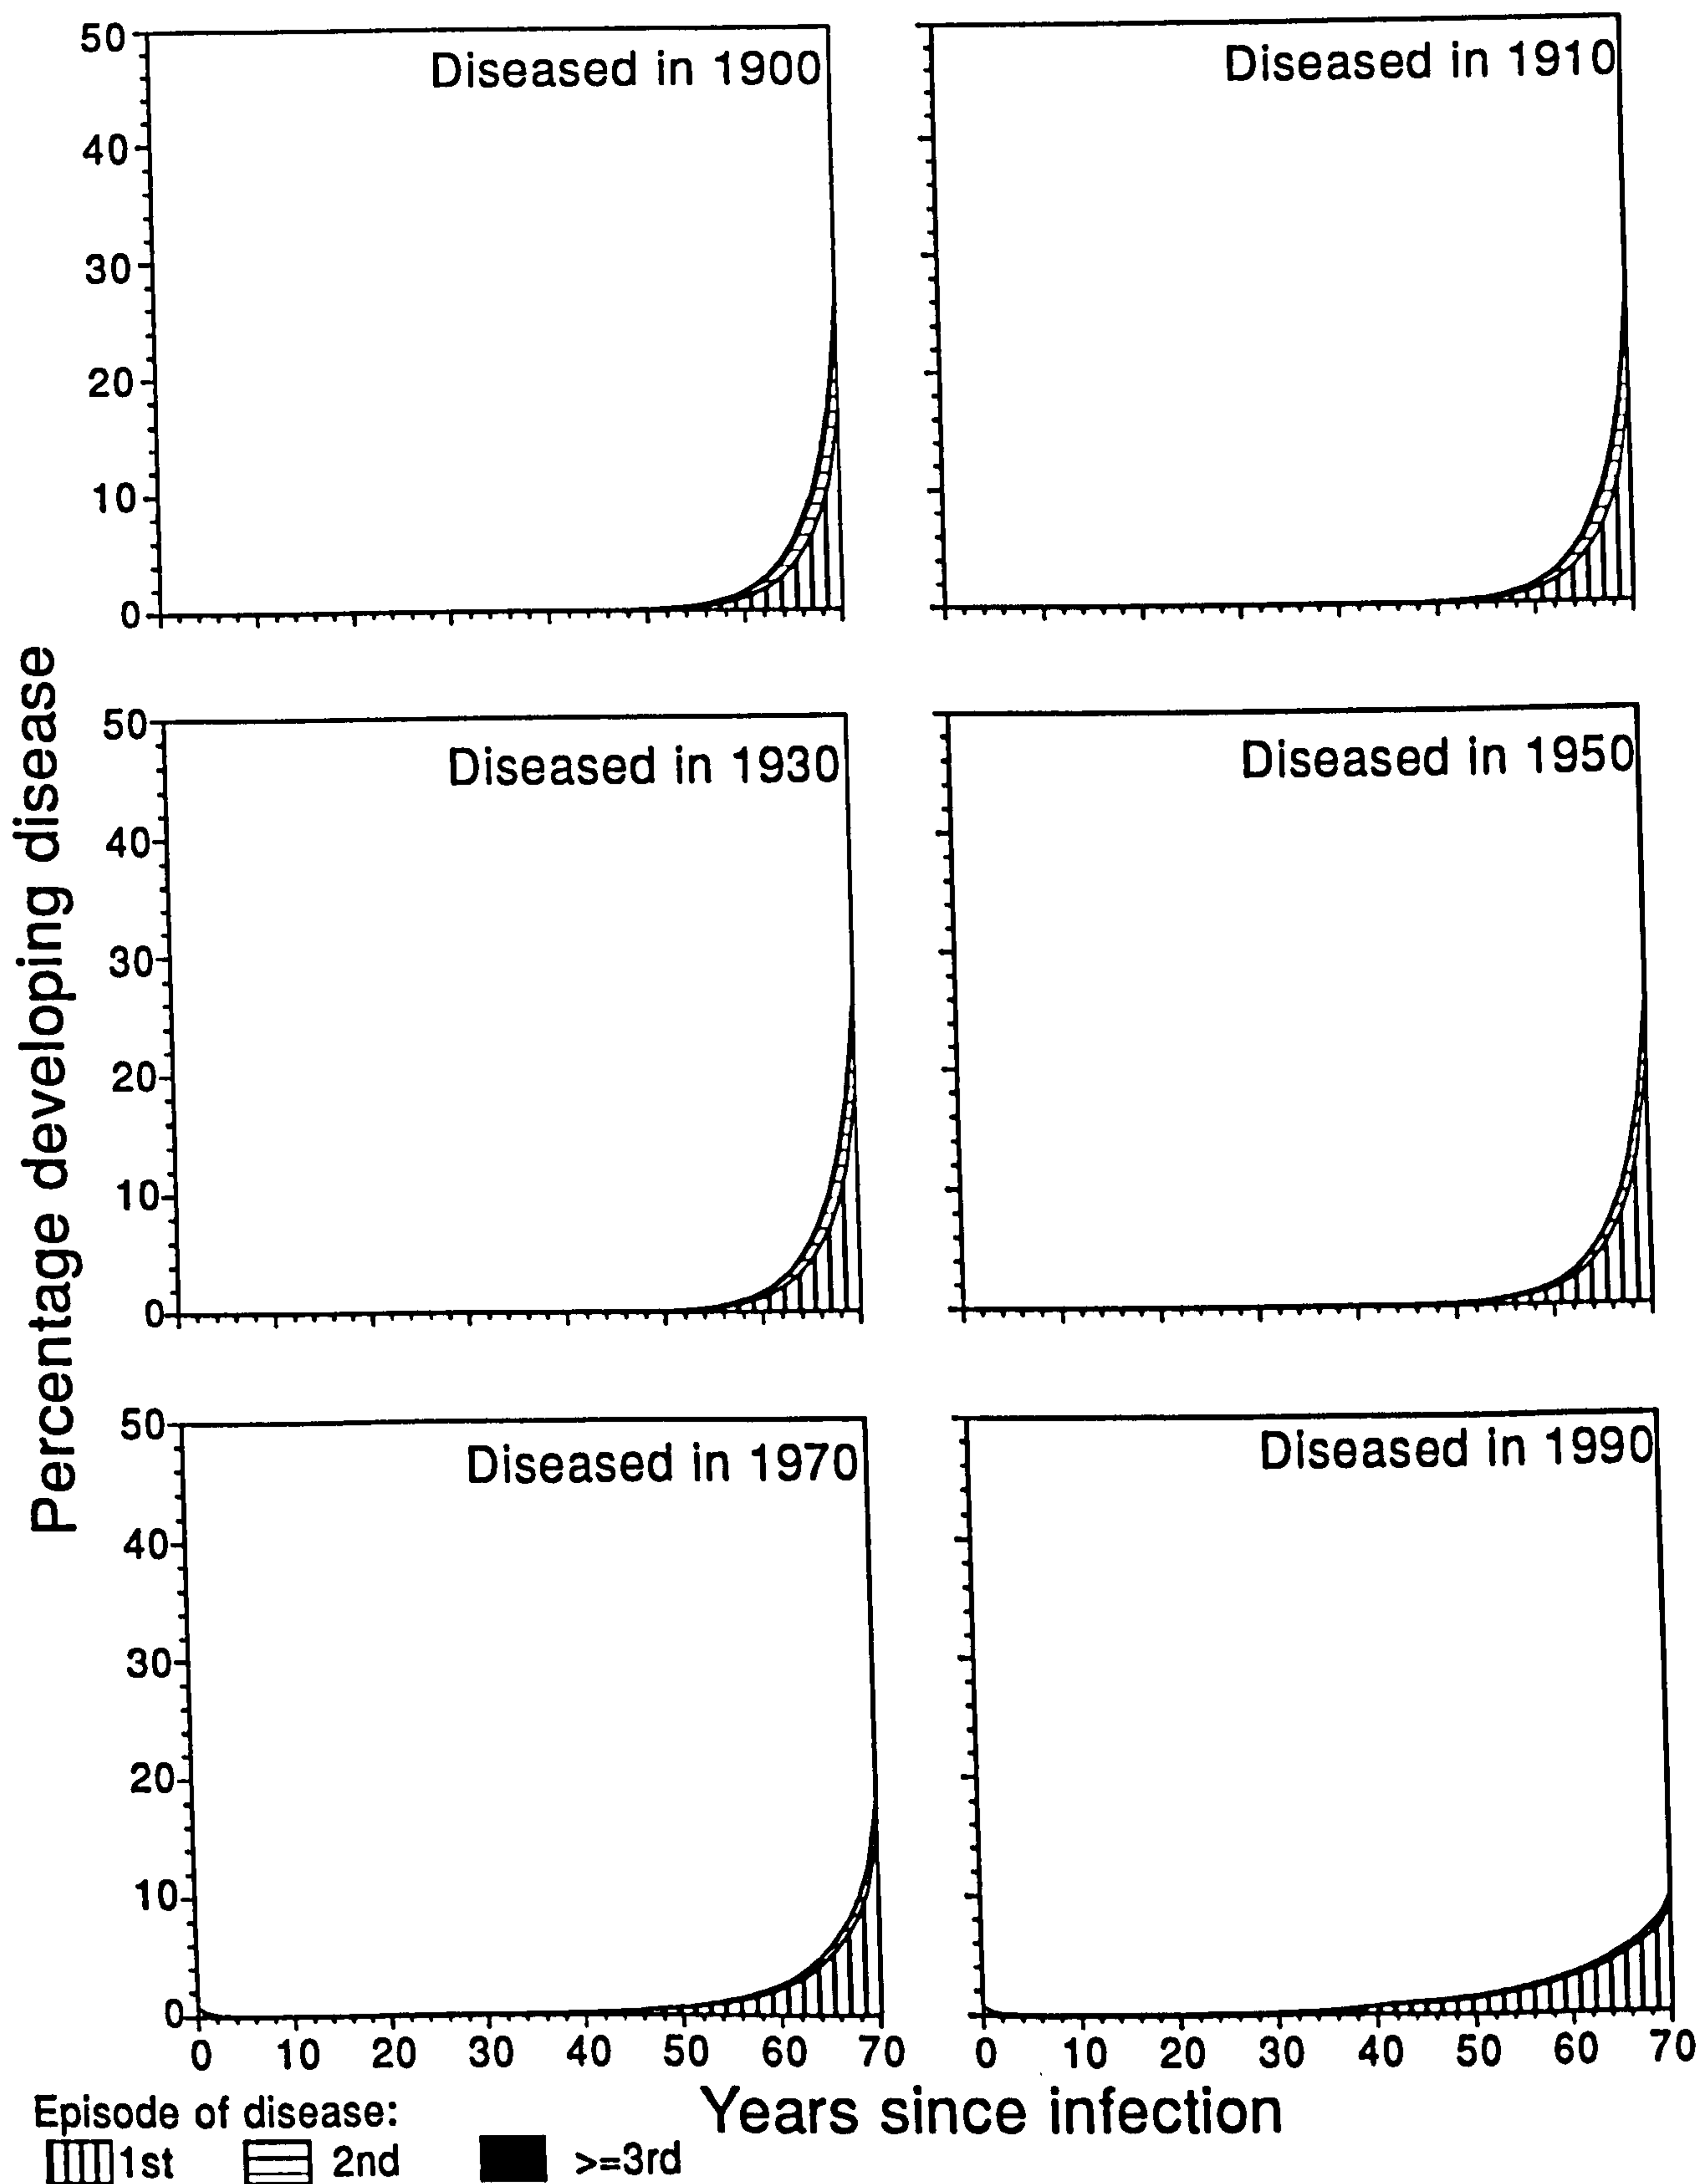 Percentage developing disease
50
40
30
20
10
0
Diseased in 1900
Diseased in 1910
50
40
30
20
10
0
Diseased in 1930
Diseased in 1950
50
40
30
20
10
0
Diseased in 1970
Diseased in 1990
0 10 20 30 40 50 60 70
0 10 20 30 40 50 60 70
Years since infection
Episode of disease:
1st 2nd >=3rd